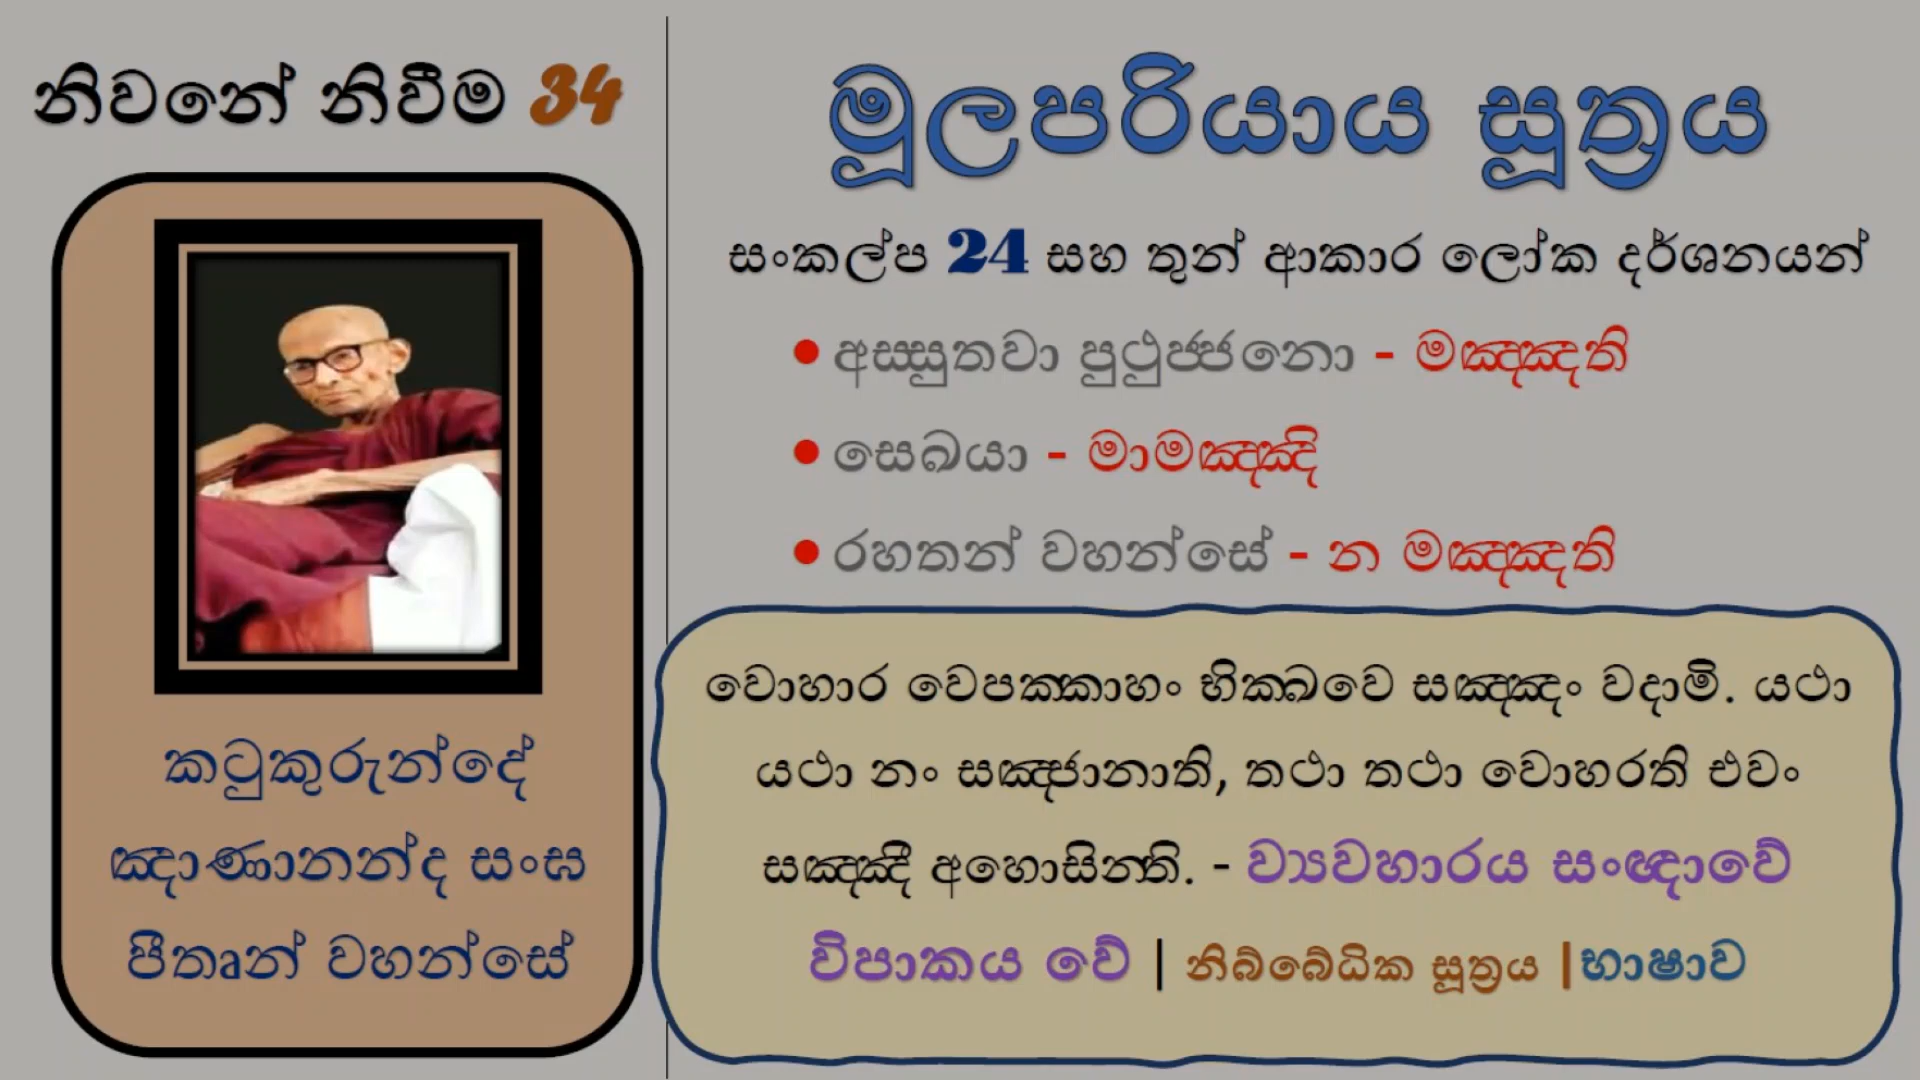 නිවනේ නිවීම 34
කටුකුරුන්දේ
ඤාණානන්ද සංඝ
පීතෘන් වහන්සේ
මූලපරියාය සූත්‍රය
සංකල්ප 24 සහ තුන් ආකාර ලෝක දර්ශනයන්
• අස්සුතවා පුථුජ්ජනො - මඤ්ඤති
• සෙඛයා - මාමඤ්ඤි
• රහතන් වහන්සේ - න මඤ්ඤති
වොහාර වෙපක්කාහං භික්ඛවෙ සඤ්ඤං වදාමි. යථා
යථා නං සඤ්ජානාති, තථා තථා වොහරති එවං
සඤ්ඤී අහොසින්ති. - ව්‍යවහාරය සංඥාවේ
විපාකය වේ | නිබ්බේධික සූත්‍රය |භාෂාව